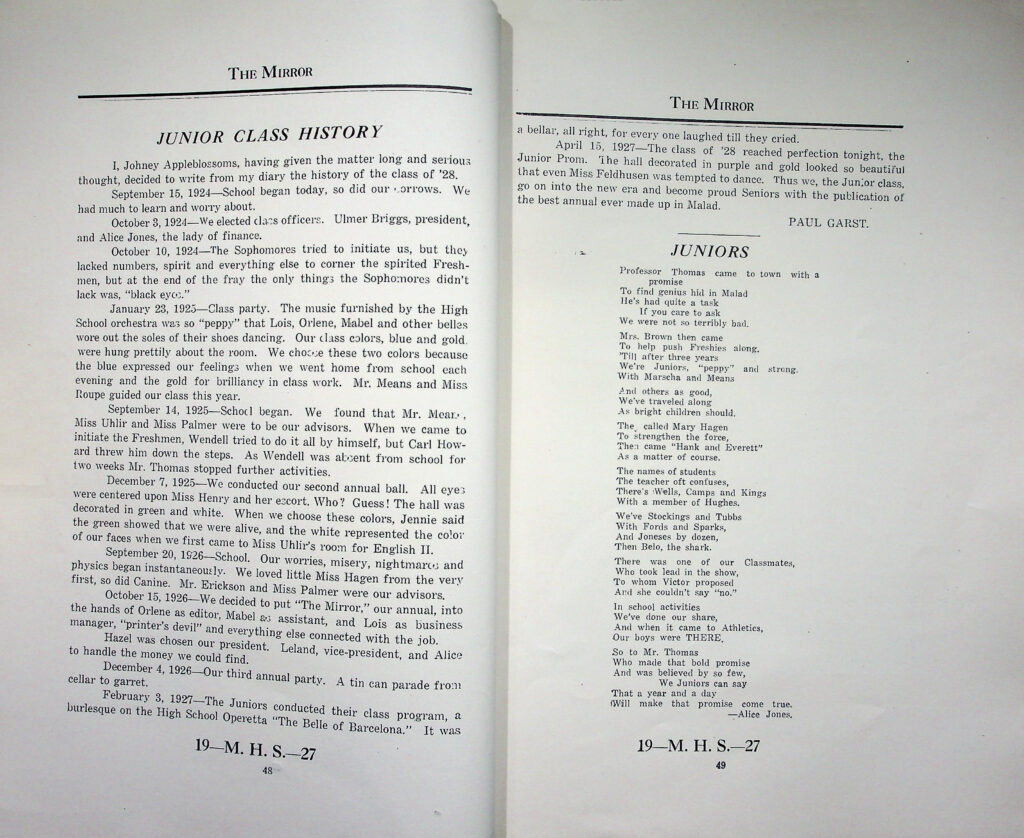 THE MIRROR
JUNIOR CLASS HISTORY
I, Johney Appleblossoms, having given the matter long and serious
thought, decided to write from my diary the history of the class of '28.
September 15, 1924—School began today, so did our sorrows. We
had much to learn and worry about.
October 3, 1924—We elected class officers. Ulmer Briggs, president,
and Alice Jones, the lady of finance.
October 10, 1924—The Sophomores tried to initiate us, but they
lacked numbers, spirit and everything else to corner the spirited Fresh-
men, but at the end of the fray the only things the Sophomores didn't
lack was, "black eyes."
January 23, 1925—Class party. The music furnished by the High
School orchestra was so "peppy" that Lois, Orlene, Mabel and other belles
wore out the soles of their shoes dancing. Our class colors, blue and gold
were hung prettily about the room. We choose these two colors because
the blue expressed our feelings when we went home from school each
evening and the gold for brilliancy in class work. Mr. Means and Miss
Roupe guided our class this year.
September 14, 1925—School began. We found that Mr. Means,
Miss Uhlir and Miss Palmer were to be our advisors. When we came to
initiate the Freshmen, Wendell tried to do it all by himself, but Carl How-
ard threw him down the steps. As Wendell was absent from school for
two weeks Mr. Thomas stopped further activities.
December 7, 1925—We conducted our second annual ball. All eyes
were centered upon Miss Henry and her escort. Who? Guess! The hall was
decorated in green and white. When we choose these colors, Jennie said
the green showed that we were alive, and the white represented the color
of our faces when we first came to Miss Uhlir's room for English II.
September 20, 1926—School. Our worries, misery, nightmares and
physics began instantaneously. We loved little Miss Hagen from the very
first, so did Canine. Mr. Erickson and Miss Palmer were our advisors.
October 15, 1926—We decided to put "The Mirror," our annual, into
the hands of Orlene as editor, Mabel as assistant, and Lois as business
manager, "printer's devil" and everything else connected with the job.
Hazel was chosen our president. Leland, vice-president, and Alice
to handle the money we could find.
December 4, 1926—Our third annual party. A tin can parade from
cellar to garret.
February 3, 1927—The Juniors conducted their class program, a
burlesque on the High School Operetta "The Belle of Barcelona." It was
19—M. H. S.—27
48
THE MIRROR
a bellar, all right, for every one laughed till they cried.
April 15, 1927—The class of '28 reached perfection tonight, the
Junior Prom. The hall decorated in purple and gold looked so beautiful
that even Miss Feldhusen was tempted to dance. Thus we, the Junior class,
go on into the new era and become proud Seniors with the publication of
the best annual ever made up in Malad.
PAUL GARST.
JUNIORS
Professor Thomas came to town with a
promise
To find genius hid in Malad
He's had quite a task
If you care to ask
We were not so terribly bad.
Mrs. Brown then came
To help push Freshies along.
'Till after three years
We're Juniors, "peppy" and strong.
With Marscha and Means
And others as good,
We've traveled along
As bright children should.
The, called Mary Hagen
To strengthen the force,
Then came "Hank and Everett"
As a matter of course.
The names of students
The teacher oft confuses,
There's Wells, Camps and Kings
With a member of Hughes.
We've Stockings and Tubbs
With Fords and Sparks,
And Joneses by dozen,
Then Belo, the shark.
There was one of our Classmates,
Who took lead in the show,
To whom Victor proposed
And she couldn't say "no."
In school activities
We've done our share,
And when it came to Athletics,
Our boys were THERE.
So to Mr. Thomas
Who made that bold promise
And was believed by so few,
We Juniors can say
That a year and a day
Will make that promise come true.
—Alice Jones.
19—M. H. S.—27
49